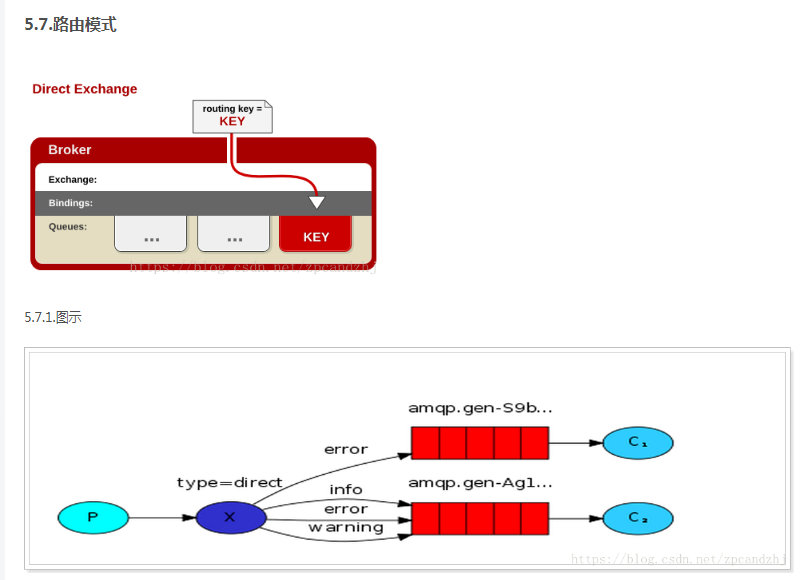 5.7.路由模式
Direct Exchange
routing key =
KEY
Broker
Exchange:
Bindings:
Queues:
... ... KEY
https://blog.csdn.net/zpcandzhj
5.7.1.图示
amqp.gen-S9b...
error
C₁
type=direct
amqp.gen-Ag1...
info
P
X
error
C₂
warning
https://blog.csdn.net/zpcandzhj